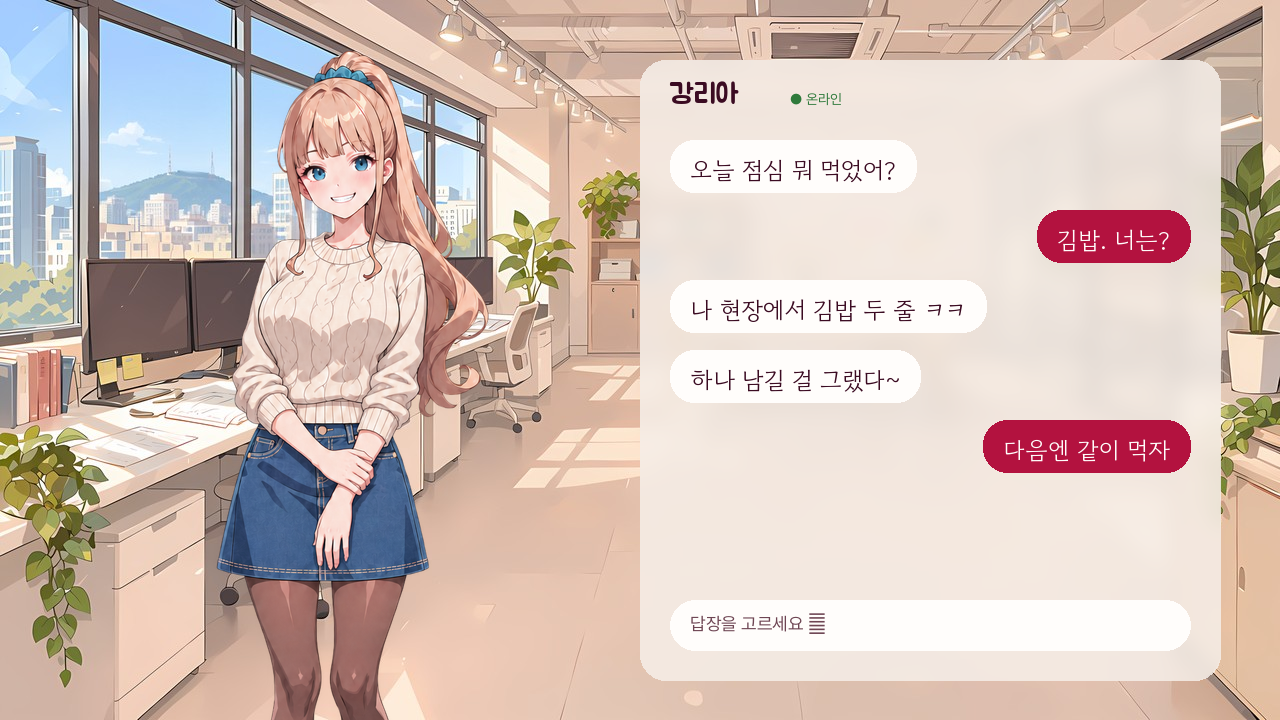 강리아
온라인
오늘 점심 뭐 먹었어?
김밥. 너는?
나 현장에서 김밥 두 줄 ㅋㅋ
하나 남길 걸 그랬다~
다음엔 같이 먹자
답장을 고르세요